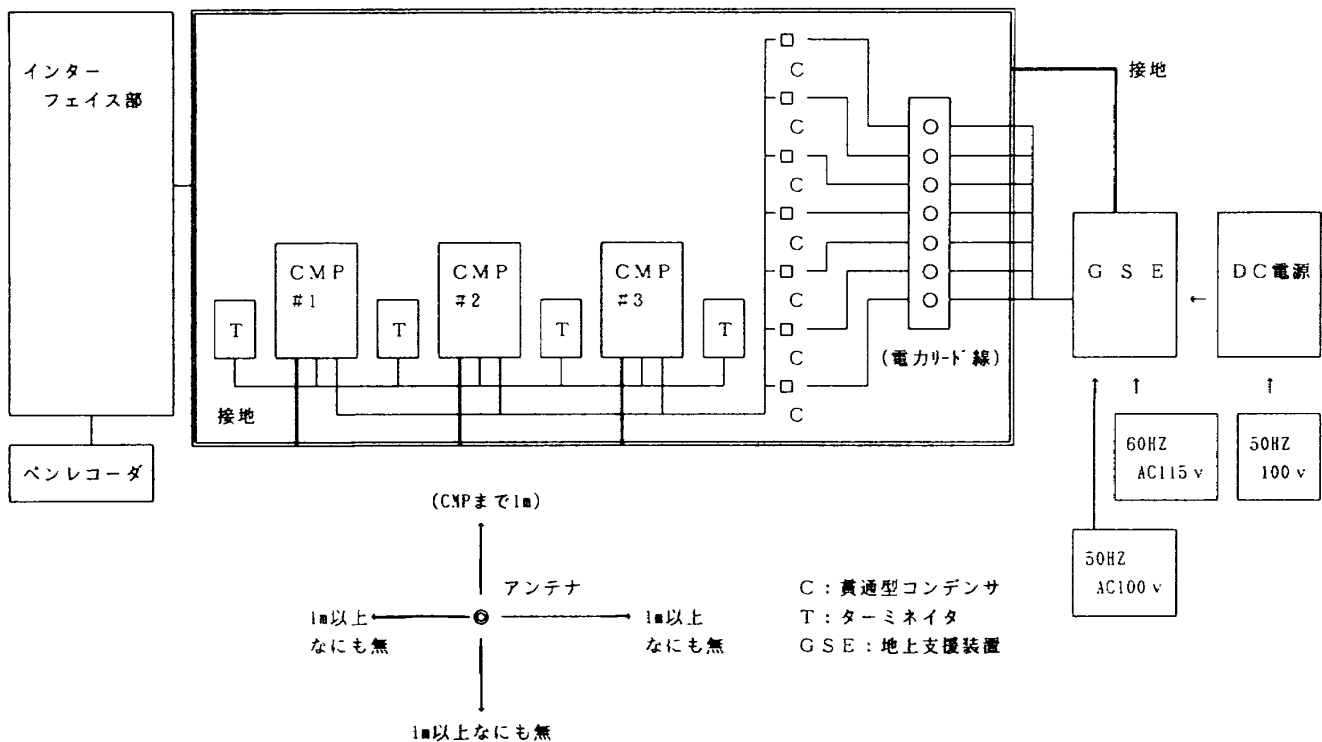 インター
フェイス部
ペンレコーダ
接地
CMP
#1
CMP
#2
CMP
#3
T
T
T
T
C
C
C
C
C
C
C
(電力リード線)
接地
GSE
←
DC電源
↑
↑
↑
60HZ
AC115v
50HZ
100v
50HZ
AC100v
(CMPまで1m)
アンテナ
1m以上
なにも無
1m以上
なにも無
1m以上なにも無
C:貫通型コンデンサ
T:ターミネイタ
GSE:地上支援装置